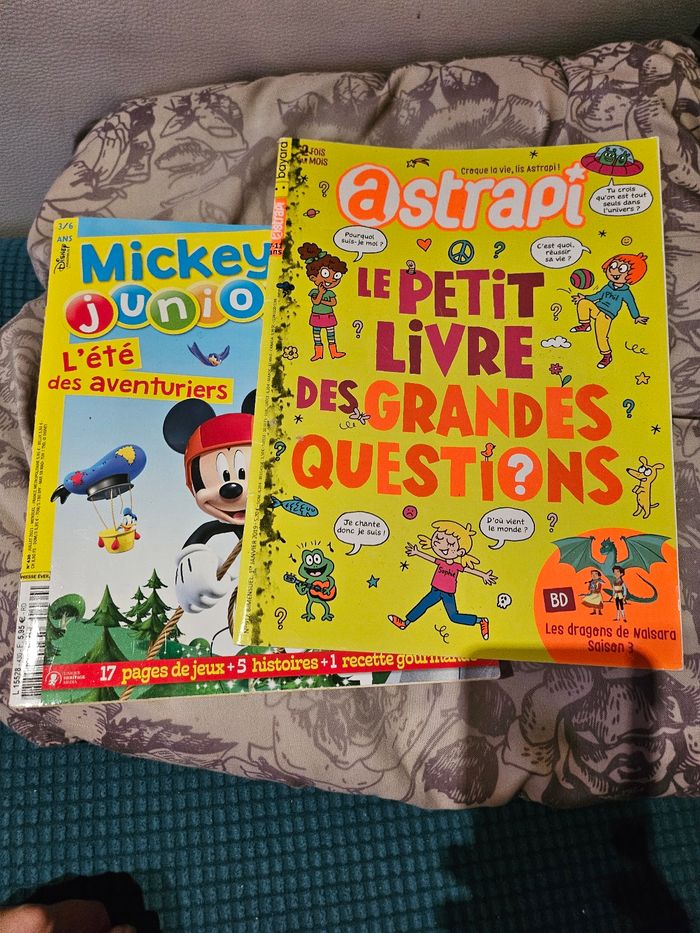 3/6
ANS
Disney
Mickey
junio
L'été
des aventuriers
17 pages de jeux + 5 histoires + 1 recette gourmande
bayard
FOIS
MOIS
Croque la vie, lis Astrapi !
astrapi
Tu crois
qu'on est tout
seuls dans
l'univers ?
Pourquoi
suis-je moi ?
C'est quoi,
réussir
sa vie ?
Phil
LE PETIT
LIVRE
DES GRANDES
QUESTIONS
Je chante
donc je suis !
D'où vient
le monde ?
BD
Les dragons de Nalsara
Saison 3